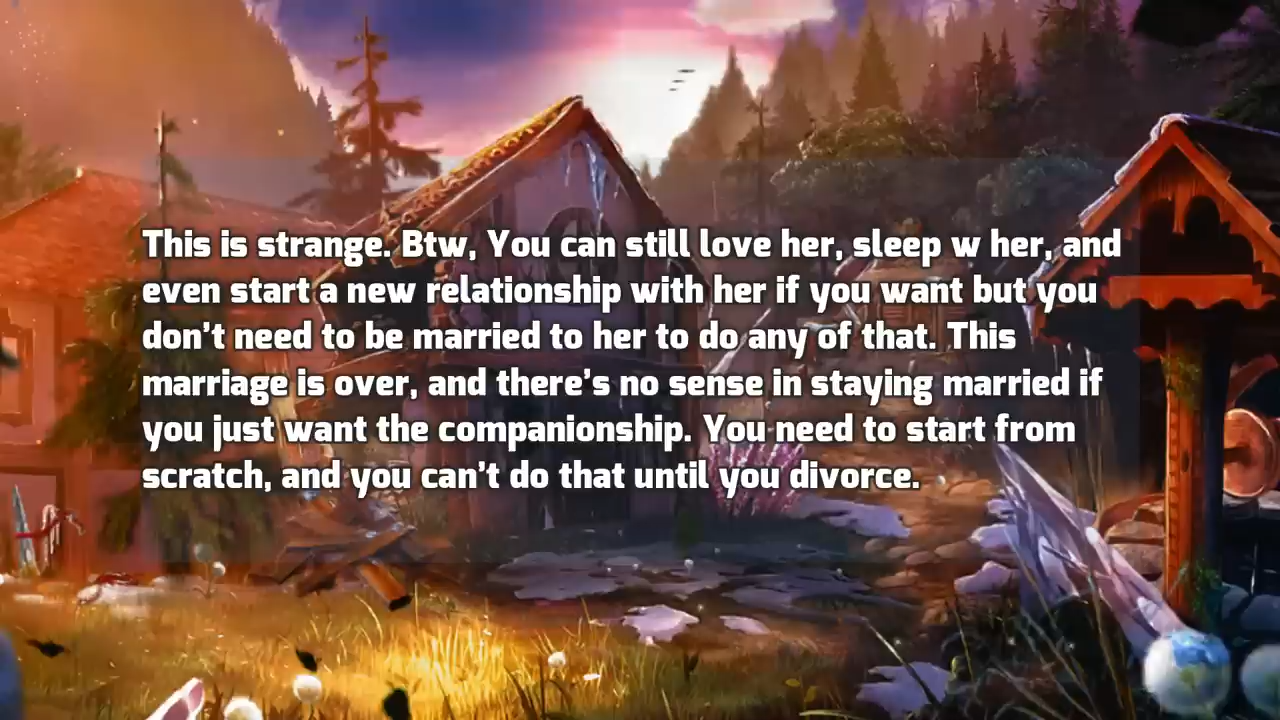 This is strange. Btw, You can still love her, sleep w her, and
even start a new relationship with her if you want but you
don't need to be married to her to do any of that. This
marriage is over, and there's no sense in staying married if
you just want the companionship. You need to start from
scratch, and you can't do that until you divorce.